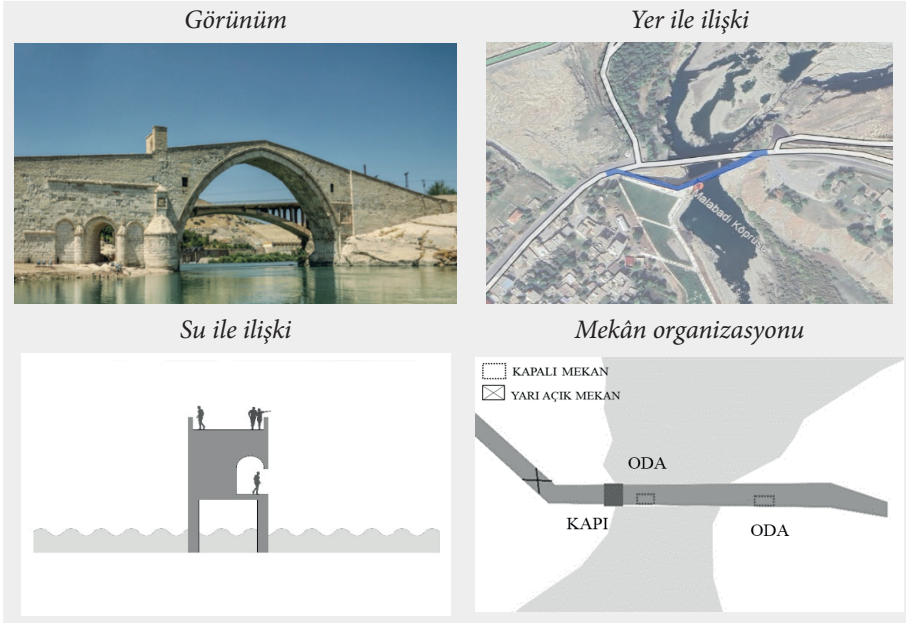 Görünüm
Yer ile ilişki
Malabadi Köprüsü
Su ile ilişki
Mekân organizasyonu
KAPALI MEKAN
YARI AÇIK MEKAN
ODA
KAPI
ODA